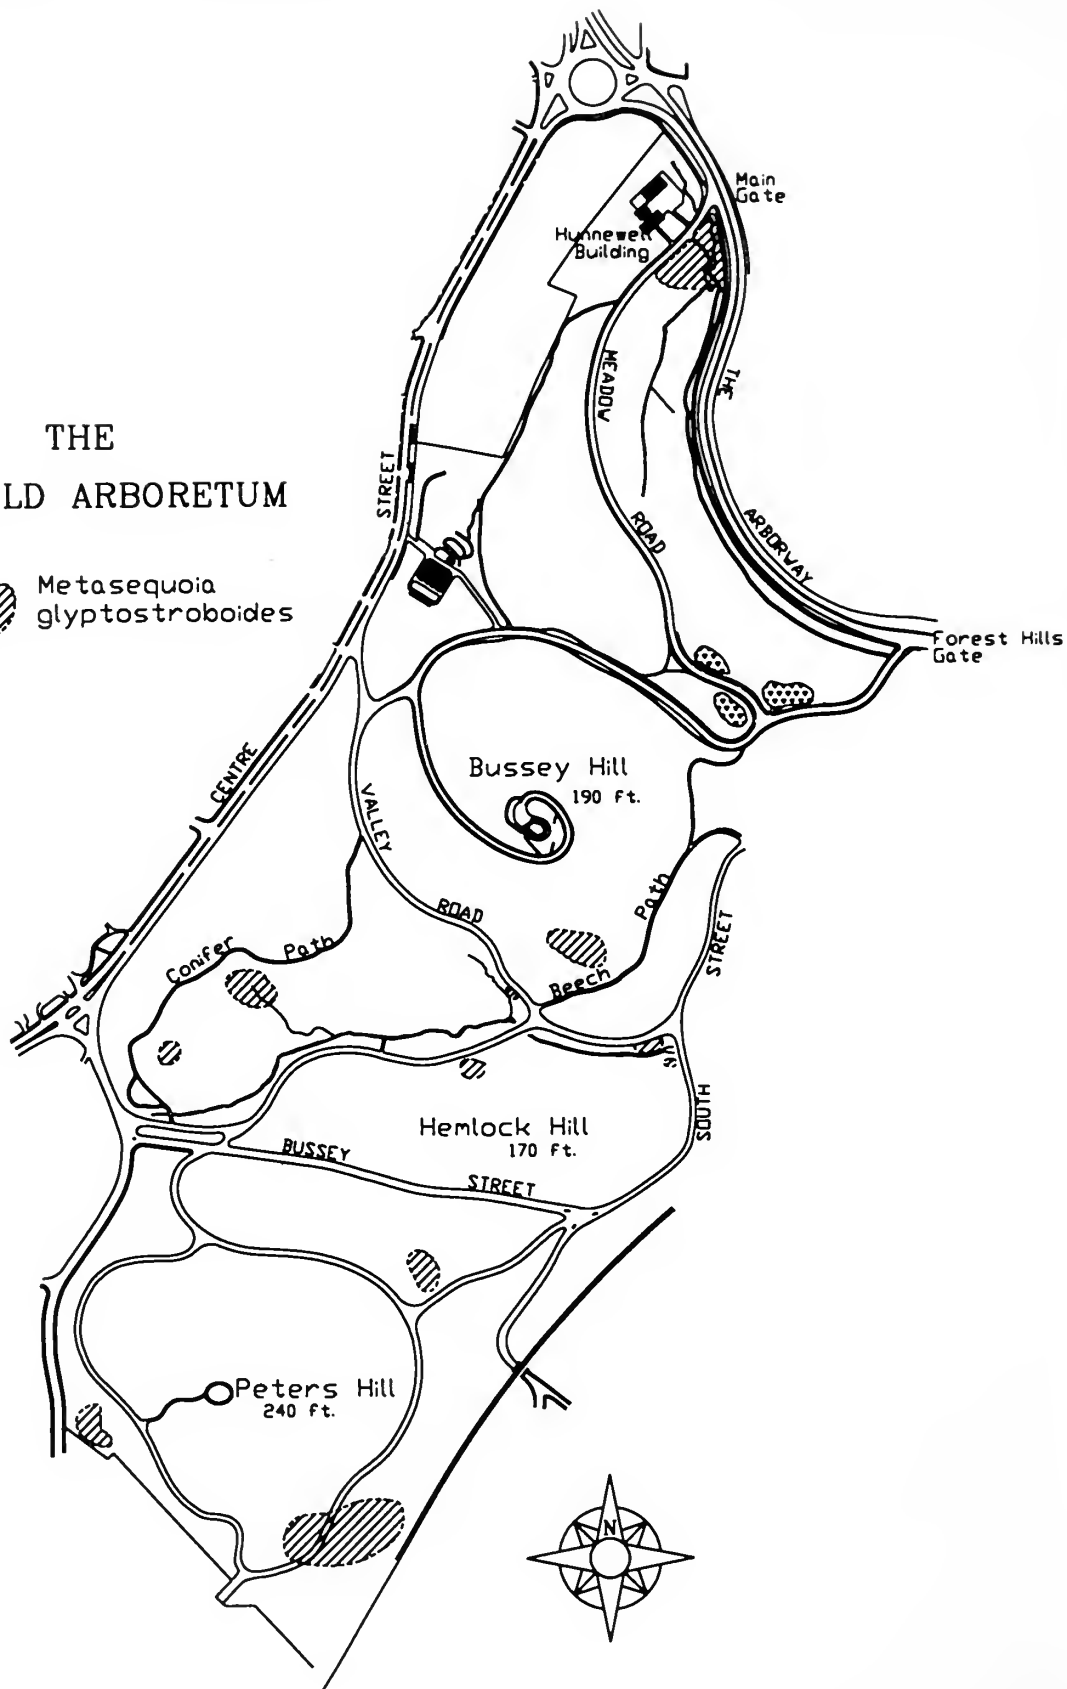 Main
Gate
Hunnewell
Building
MEADOW
THE
THE
LD ARBORETUM
STREET
ROAD
ARBORWAY
Metasequoia
glyptostroboides
Forest Hills
Gate
CENTRE
Bussey Hill
190 Ft.
VALLEY
ROAD
Path
STREET
Conifer Path
Beech
Hemlock Hill
170 Ft.
SOUTH
BUSSEY
STREET
Peters Hill
240 Ft.
N